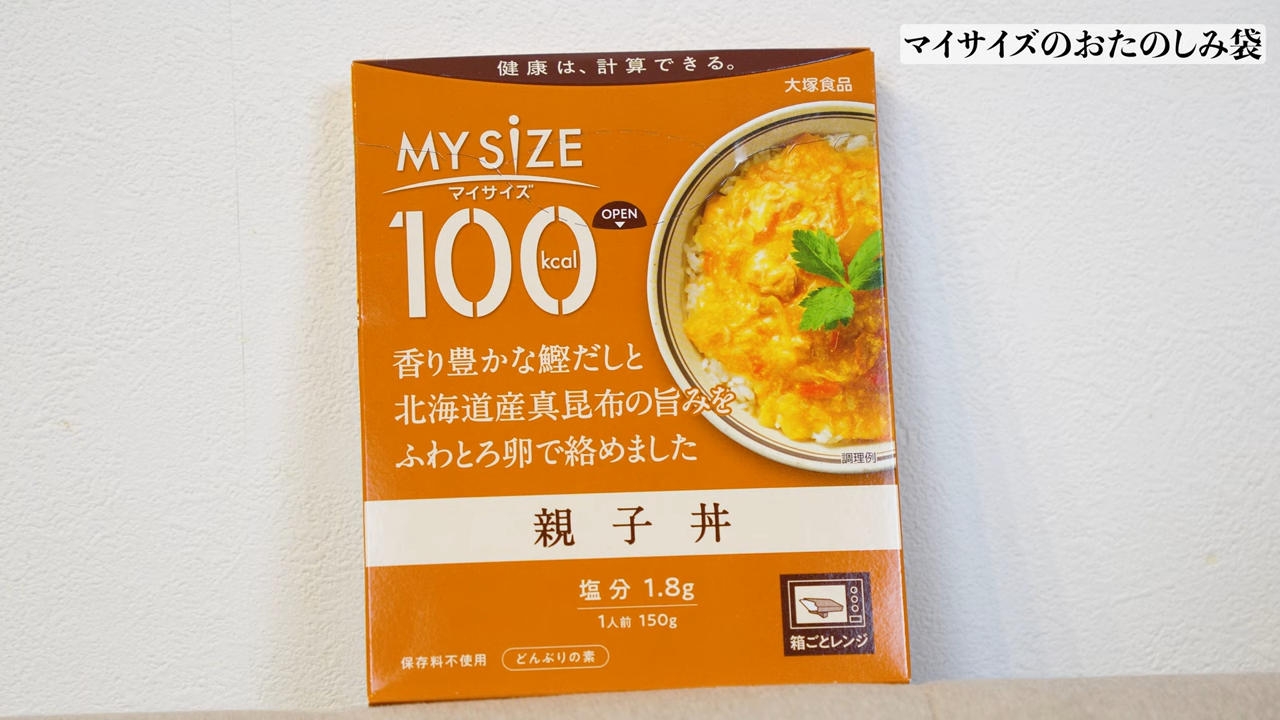 マイサイズのおたのしみ袋
健康は、計算できる。
大塚食品
MY SiZE
マイサイズ
100kcal
OPEN
香り豊かな鰹だしと
北海道産真昆布の旨みを
ふわとろ卵で絡めました
調理例
親子丼
塩分 1.8g
1人前 150g
箱ごとレンジ
保存料不使用 どんぶりの素